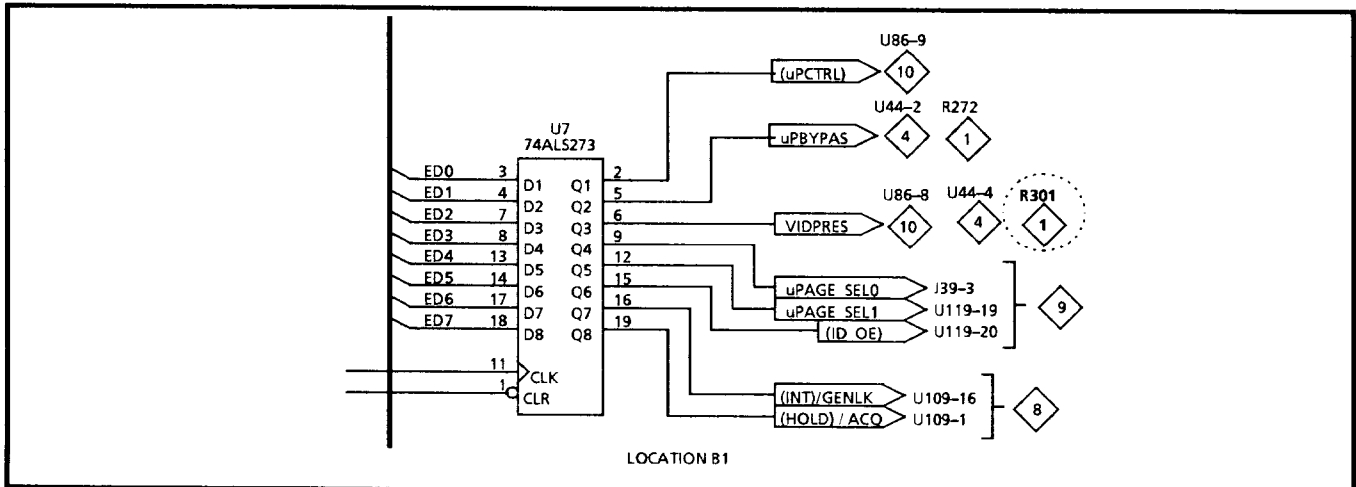 U86-9
(uPCTRL) 10
U44-2 R272
uPBYPAS 4 1
U7
74ALS273
U86-8 U44-4 R301
VIDPRES 10 4 1
ED0 3 D1 Q1 2
ED1 4 D2 Q2 5
ED2 7 D3 Q3 6
ED3 8 D4 Q4 9
ED4 13 D5 Q5 12
ED5 14 D6 Q6 15
ED6 17 D7 Q7 16
ED7 18 D8 Q8 19
uPAGE SEL0 J39-3
uPAGE SEL1 U119-19 9
(ID OE) U119-20
11 CLK
1 CLR
(INT)/GENLK U109-16
(HOLD) / ACQ U109-1 8
LOCATION B1